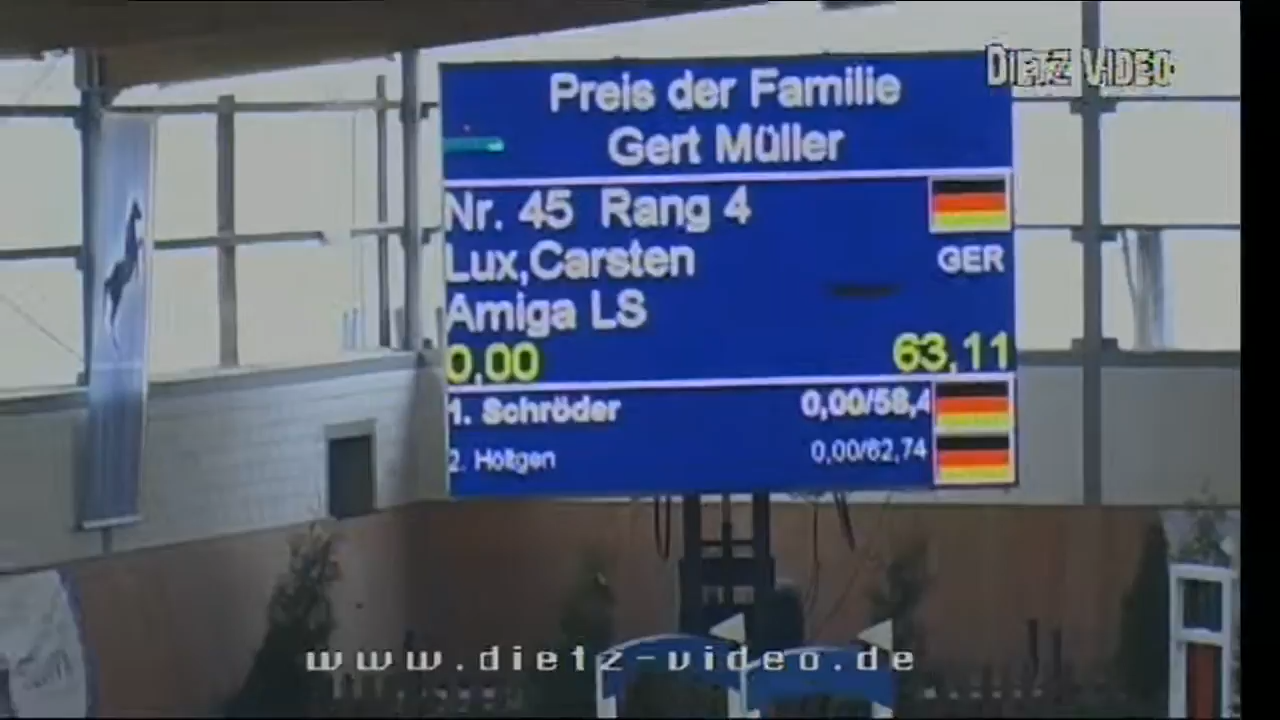 DIETZ VIDEO
Preis der Familie
Gert Müller
Nr. 45 Rang 4
Lux,Carsten GER
Amiga LS
0,00 63,11
1. Schröder 0,00/58,4
2. Höltgen 0,00/62,74
www.dietz-video.de